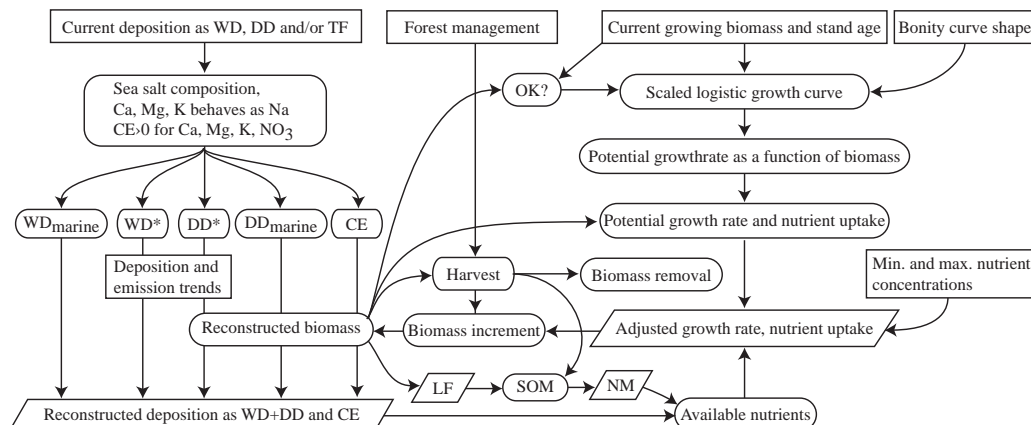 Current deposition as WD, DD and/or TF
Forest management
Current growing biomass and stand age
Bonity curve shape
Sea salt composition,
Ca, Mg, K behaves as Na
CE>0 for Ca, Mg, K, NO3
OK?
Scaled logistic growth curve
Potential growthrate as a function of biomass
WDmarine
WD*
DD*
DDmarine
CE
Potential growth rate and nutrient uptake
Deposition and
emission trends
Harvest
Biomass removal
Min. and max. nutrient
concentrations
Reconstructed biomass
Biomass increment
Adjusted growth rate, nutrient uptake
LF
SOM
NM
Reconstructed deposition as WD+DD and CE
Available nutrients